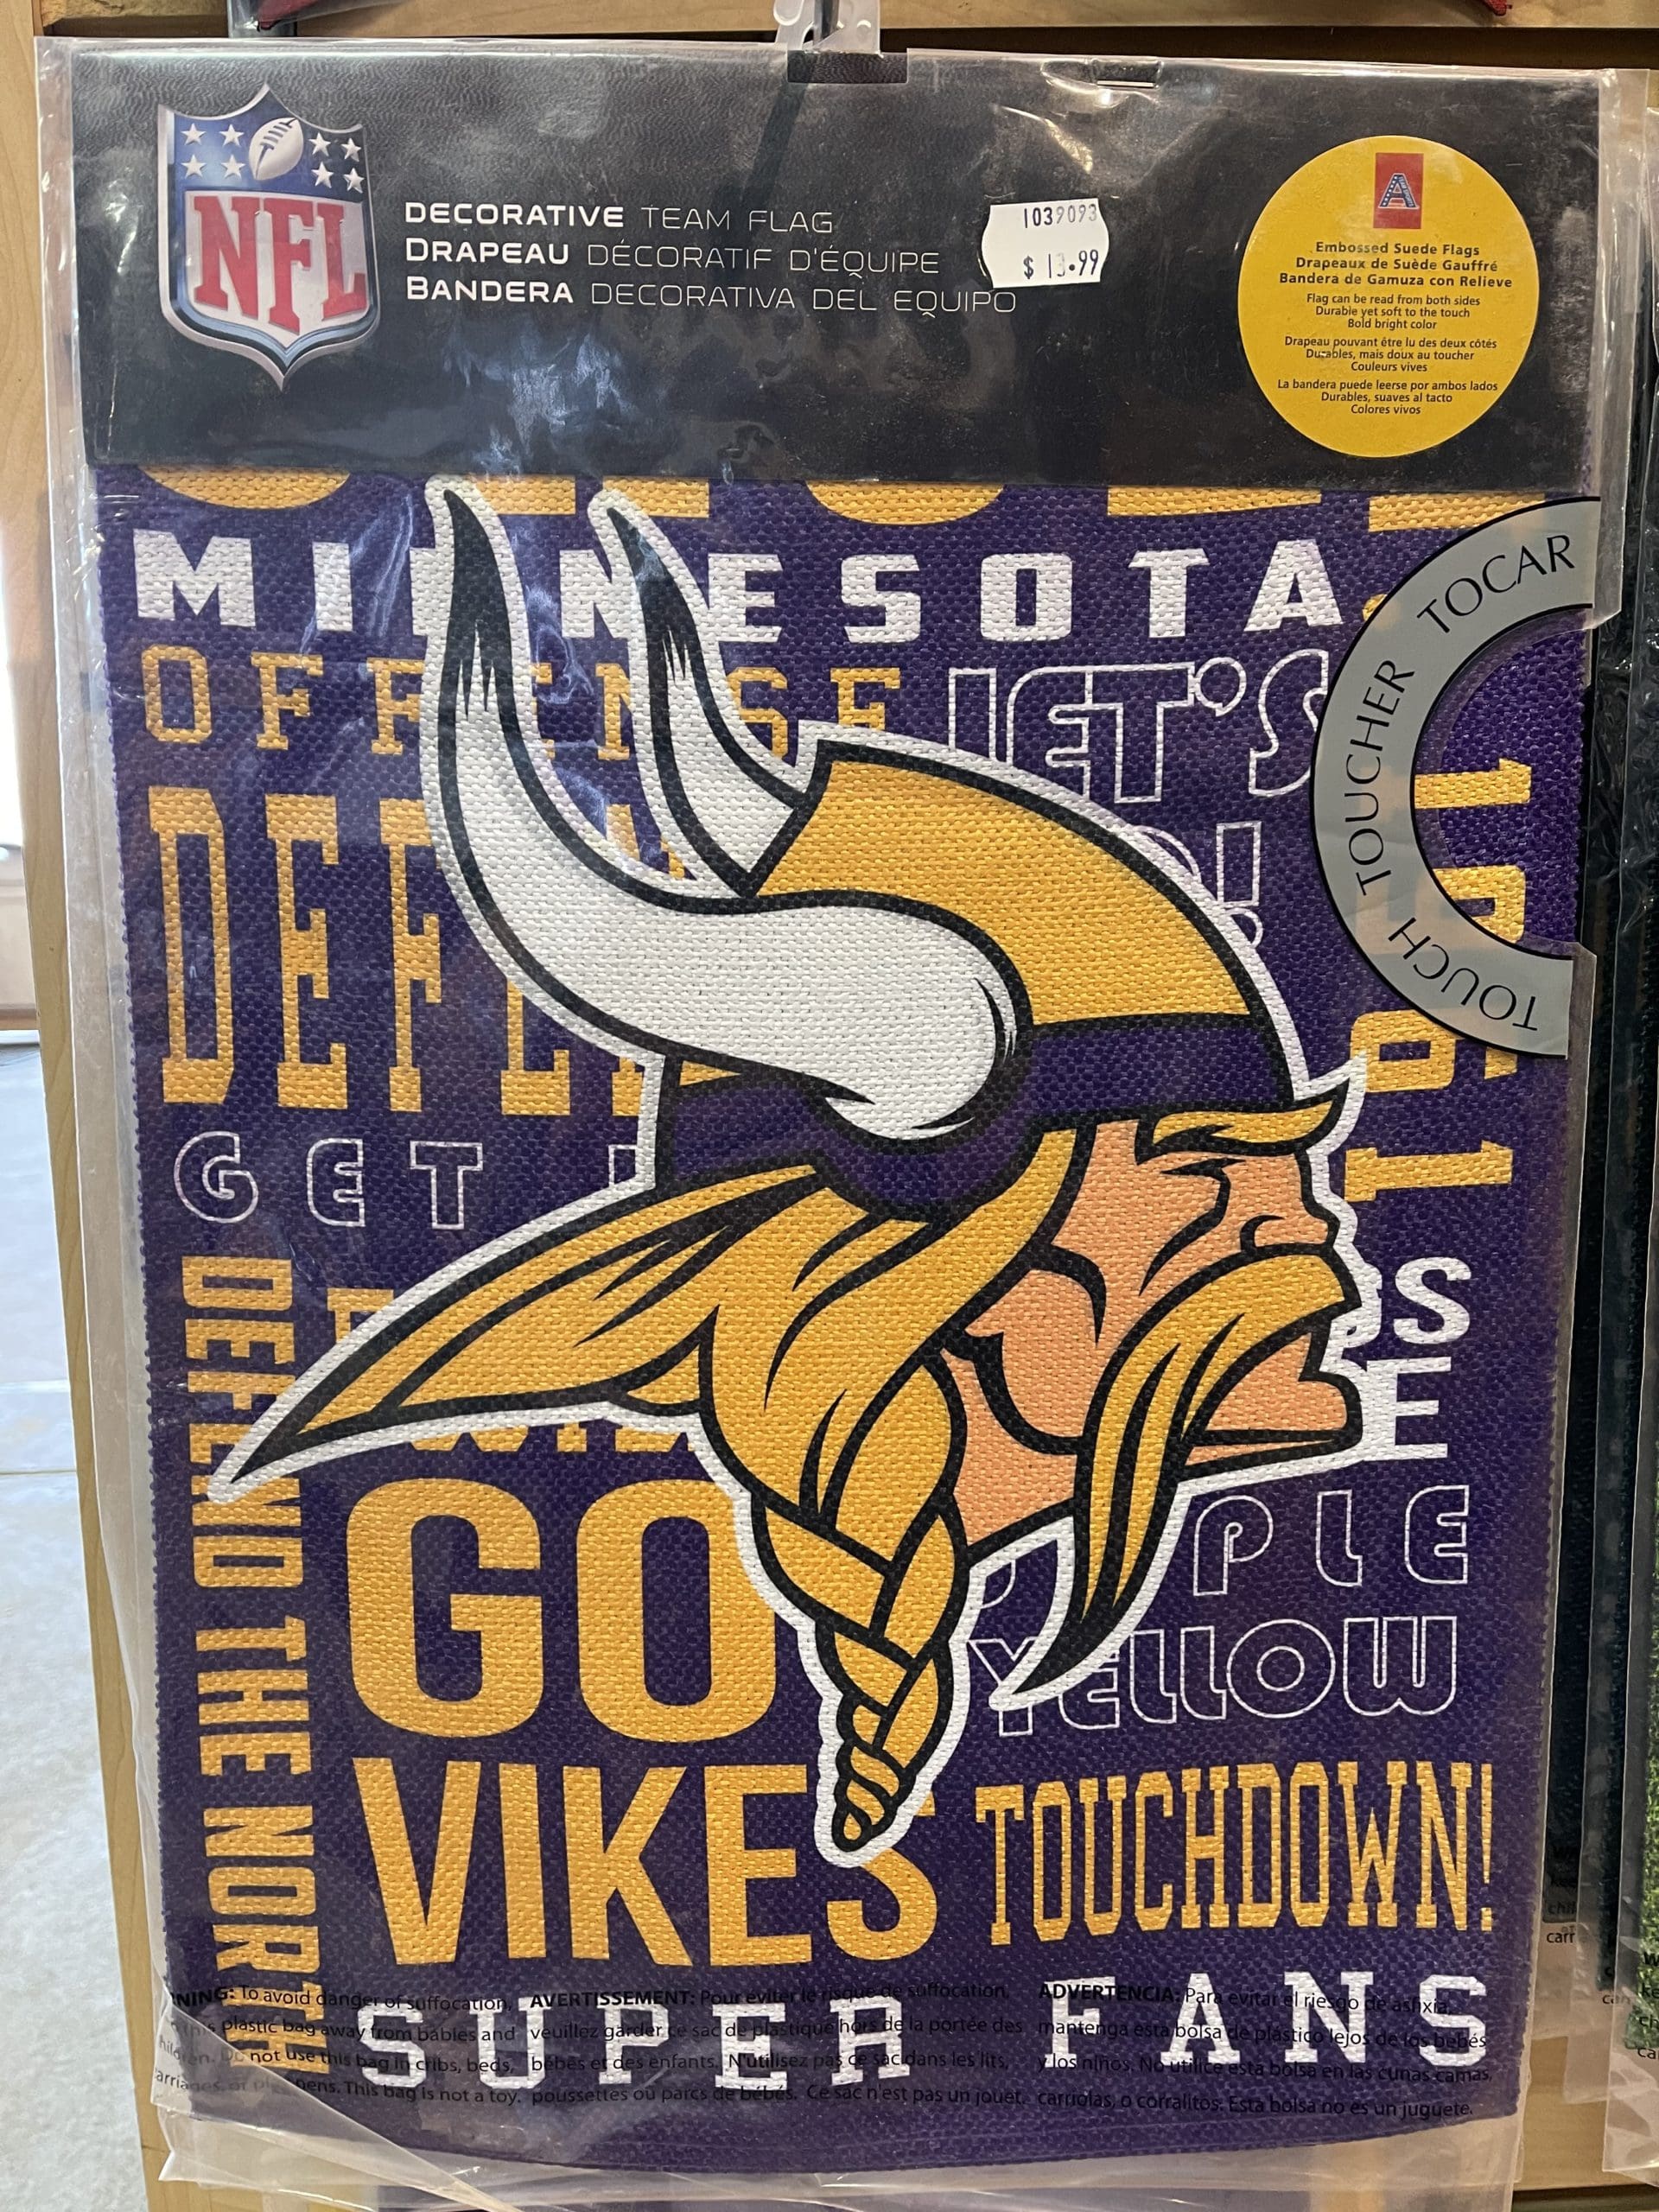 NFL
DECORATIVE TEAM FLAG
DRAPEAU DÉCORATIF D'ÉQUIPE
BANDERA DECORATIVA DEL EQUIPO
1039093
$ 13.99
A
Embossed Suede Flags
Drapeaux de Suède Gauffré
Bandera de Gamuza con Relieve
Flag can be read from both sides
Durable yet soft to the touch
Bold bright color
Drapeau pouvant être lu des deux côtés
Durables, mais doux au toucher
Couleurs vives
La bandera puede leerse por ambos lados
Durables, suaves al tacto
Colores vivos
MINNESOTA
OFFENSE
LET'S
TOUCH TOUCHER TOCAR
GET
1961
DEFEND THE NORTH
GO
VIKES
YELLOW
TOUCHDOWN!
SUPER FANS
To avoid danger of suffocation,
plastic bag away from babies and
not use this bag in cribs, beds,
This bag is not a toy.
AVERTISSEMENT: Pour éviter le risque de suffocation,
veuillez garder ce sac de plastique hors de la portée des
bébés et des enfants. N'utilisez pas ce sac dans les lits,
poussettes ou parcs de bébés. Ce sac n'est pas un jouet.
ADVERTENCIA: Para evitar el riesgo de asfixia,
mantenga esta bolsa de plástico lejos de los bebés
y los niños. No utilice esta bolsa en las cunas camas,
carriolas, o corralitos. Esta bolsa no es un juguete.